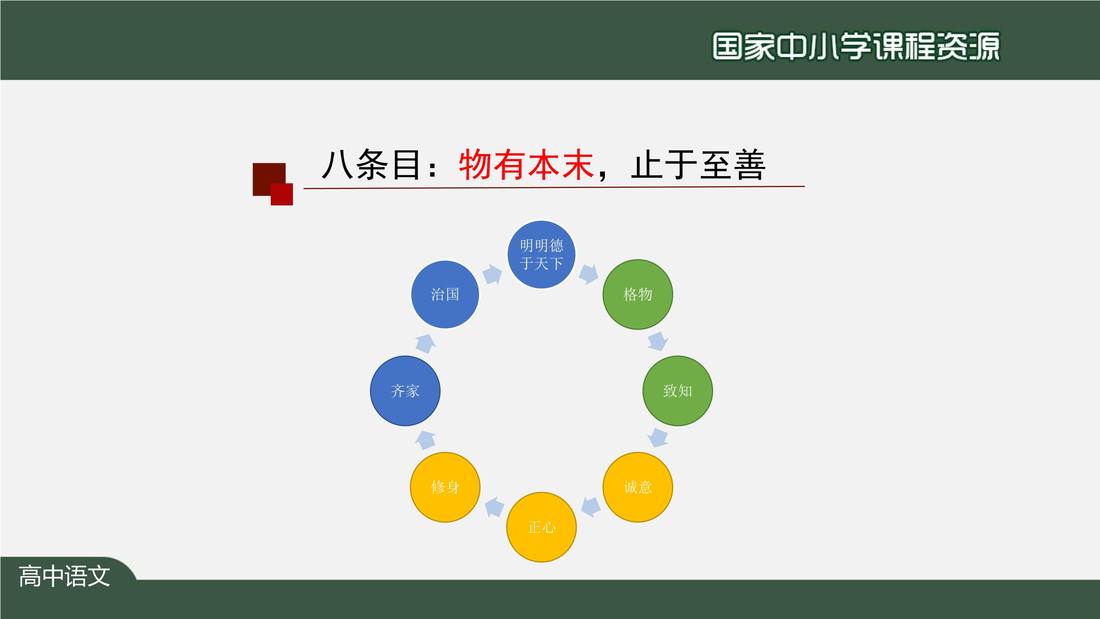 国家中小学课程资源
八条目：物有本末，止于至善
明明德
于天下
格物
致知
诚意
正心
修身
齐家
治国
高中语文